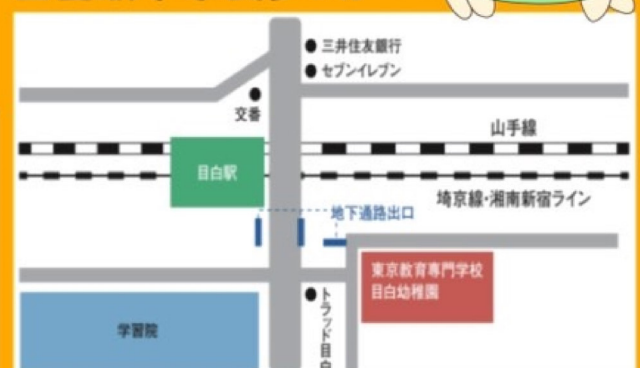 三井住友銀行
セブンイレブン
交番
山手線
目白駅
埼京線・湘南新宿ライン
地下通路出口
東京教育専門学校
目白幼稚園
学習院
トラッド目白